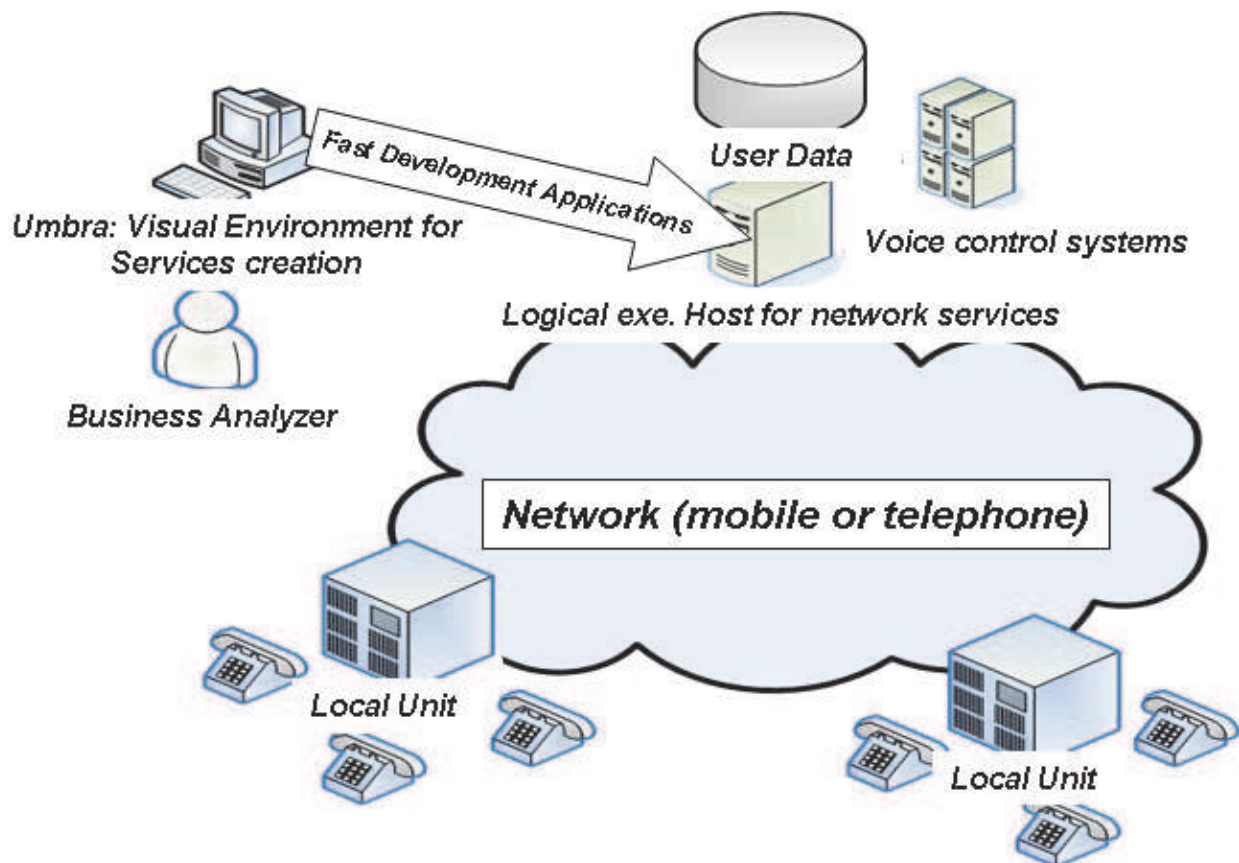 Fast Development Applications
User Data
Umbra: Visual Environment for
Services creation
Voice control systems
Logical exe. Host for network services
Business Analyzer
Network (mobile or telephone)
Local Unit
Local Unit